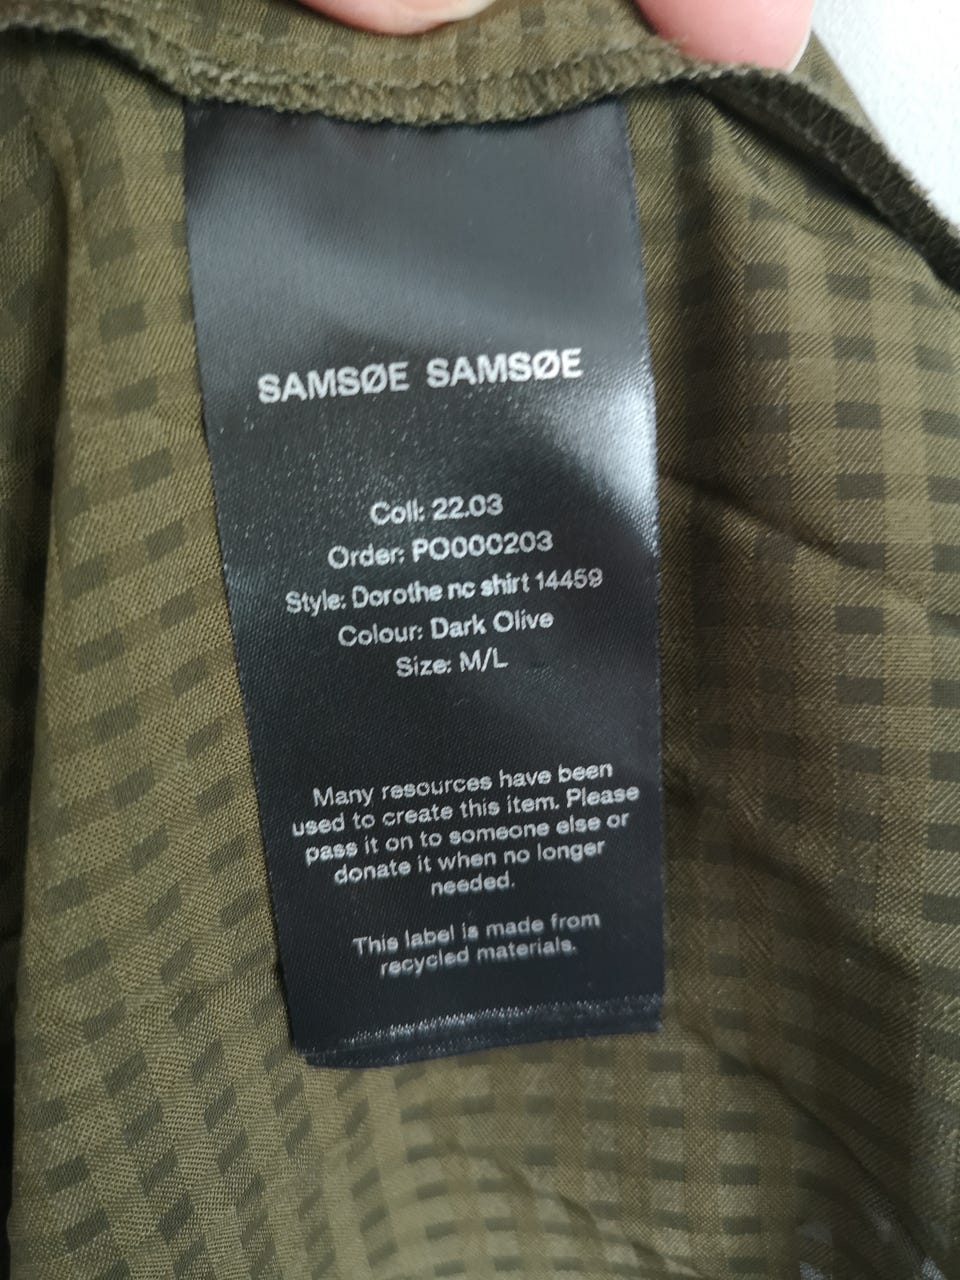 SAMSØE SAMSØE
Coll: 22.03
Order: PO000203
Style: Dorothe nc shirt 14459
Colour: Dark Olive
Size: M/L
Many resources have been
used to create this item. Please
pass it on to someone else or
donate it when no longer
needed.
This label is made from
recycled materials.